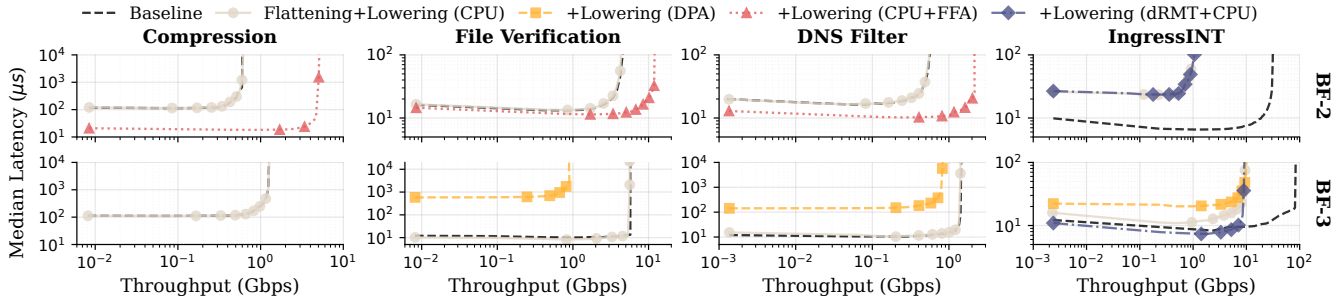 Baseline Flattening+Lowering (CPU) +Lowering (DPA) +Lowering (CPU+FFA) +Lowering (dRMT+CPU)
Compression File Verification DNS Filter IngressINT
Median Latency (μs)
10⁴ 10³ 10² 10¹
10² 10¹
10² 10¹
10² 10¹
BF-2
10⁴ 10³ 10² 10¹
10⁴ 10³ 10² 10¹
10⁴ 10³ 10² 10¹
10² 10¹
BF-3
10⁻² 10⁻¹ 10⁰ 10¹
10⁻² 10⁻¹ 10⁰ 10¹
10⁻³ 10⁻² 10⁻¹ 10⁰
10⁻³ 10⁻² 10⁻¹ 10⁰ 10¹ 10²
Throughput (Gbps) Throughput (Gbps) Throughput (Gbps) Throughput (Gbps)